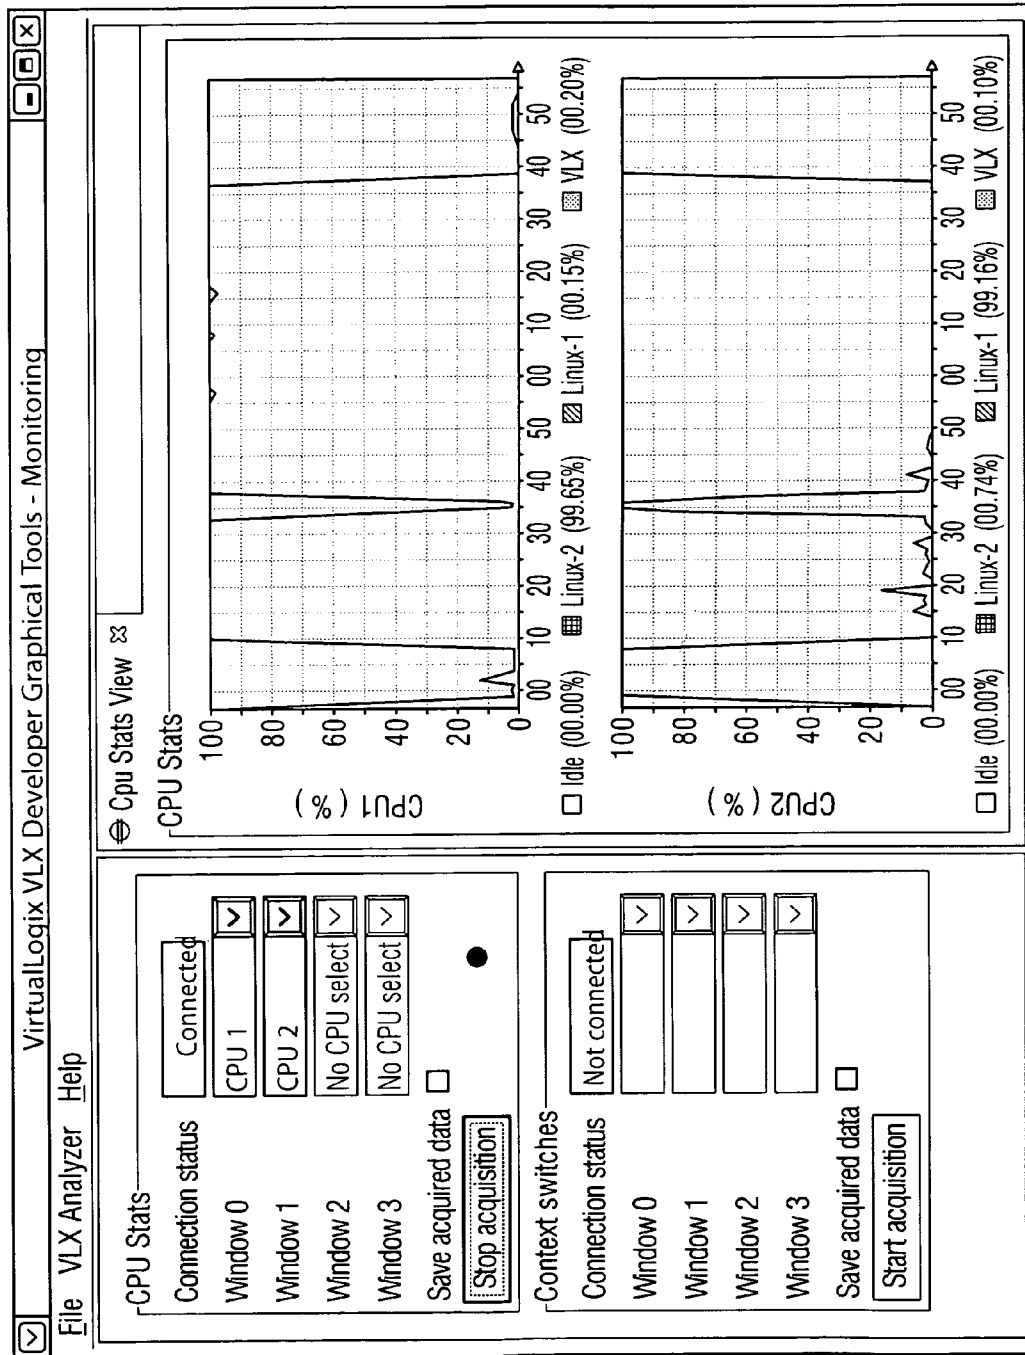 VirtualLogix VLX Developer Graphical Tools - Monitoring
File VLX Analyzer Help
CPU Stats
Connection status Connected
Window 0 CPU 1
Window 1 CPU 2
Window 2 No CPU select
Window 3 No CPU select
Save acquired data
Stop acquisition
Context switches
Connection status Not connected
Window 0
Window 1
Window 2
Window 3
Save acquired data
Start acquisition
Cpu Stats View
CPU Stats
CPU1 (%)
100
80
60
40
20
0
00 10 20 30 40 50 00 10 20 30 40 50
Idle (00.00%) Linux-2 (99.65%) Linux-1 (00.15%) VLX (00.20%)
CPU2 (%)
100
80
60
40
20
0
00 10 20 30 40 50 00 10 20 30 40 50
Idle (00.00%) Linux-2 (00.74%) Linux-1 (99.16%) VLX (00.10%)